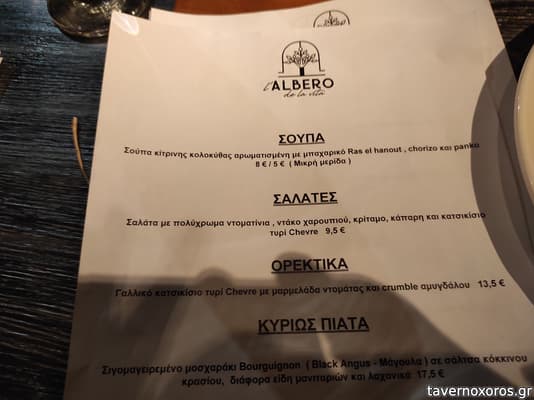 l'ALBERO
de la vita
ΣΟΥΠΑ
Σούπα κίτρινης κολοκύθας αρωματισμένη με μπαχαρικό Ras el hanout , chorizo και panko
8 € / 5 € ( Μικρή μερίδα )
ΣΑΛΑΤΕΣ
Σαλάτα με πολύχρωμα ντοματίνια , ντάκο χαρουπιού, κρίταμο, κάπαρη και κατσικίσιο
τυρί Chevre 9,5 €
ΟΡΕΚΤΙΚΑ
Γαλλικό κατσικίσιο τυρί Chevre με μαρμελάδα ντομάτας και crumble αμυγδάλου 13,5 €
ΚΥΡΙΩΣ ΠΙΑΤΑ
Σιγομαγειρεμένο μοσχαράκι Bourguignon ( Black Angus - Μάγουλα ) σε σάλτσα κόκκινου
κρασίου, διάφορα είδη μανιταριών και λαχανικά 17,5 €
tavernoxoros.gr